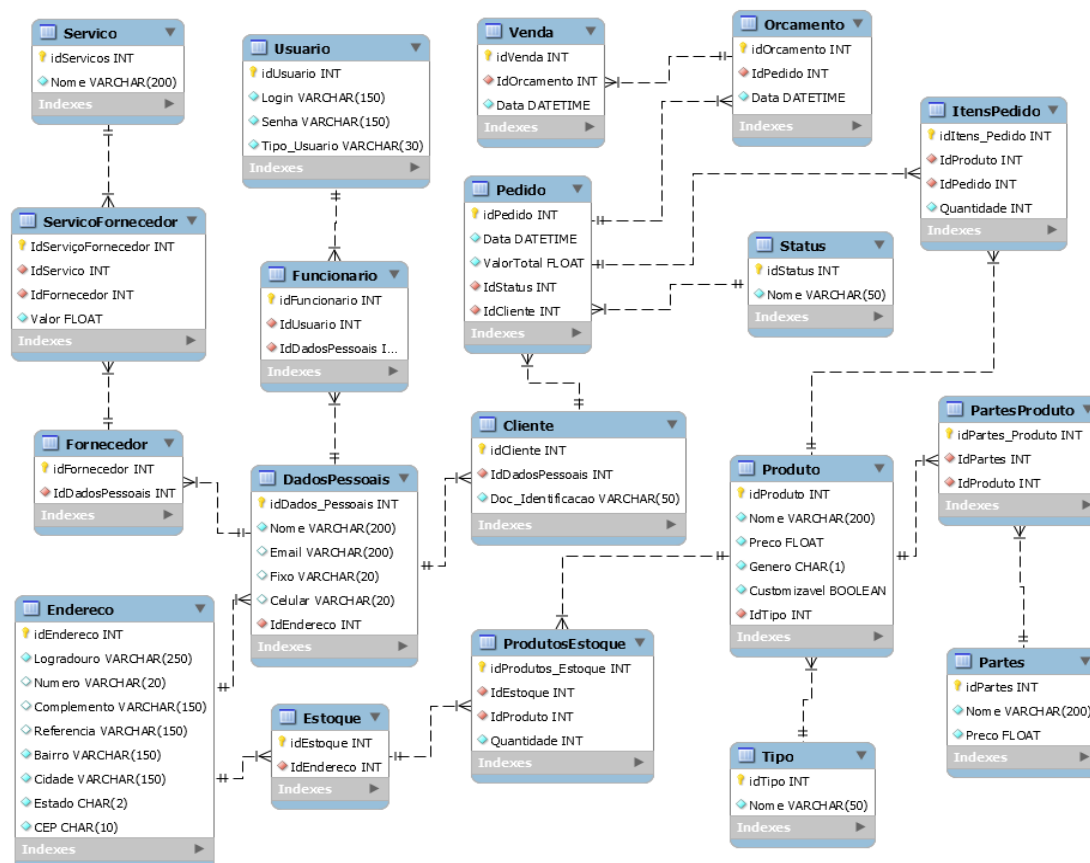 Servico
idServicos INT
Nome VARCHAR(200)
Indexes
Usuario
idUsuario INT
Login VARCHAR(150)
Senha VARCHAR(150)
Tipo_Usuario VARCHAR(30)
Indexes
Venda
idVenda INT
IdOrcamento INT
Data DATETIME
Indexes
Orcamento
idOrcamento INT
IdPedido INT
Data DATETIME
Indexes
ItensPedido
idItens_Pedido INT
IdProduto INT
IdPedido INT
Quantidade INT
Indexes
ServicoFornecedor
IdServiçoFornecedor INT
IdServico INT
IdFornecedor INT
Valor FLOAT
Indexes
Funcionario
idFuncionario INT
IdUsuario INT
IdDadosPessoais I...
Indexes
Pedido
idPedido INT
Data DATETIME
ValorTotal FLOAT
IdStatus INT
IdCliente INT
Indexes
Status
idStatus INT
Nome VARCHAR(50)
Indexes
Fornecedor
idFornecedor INT
IdDadosPessoais INT
Indexes
DadosPessoais
idDados_Pessoais INT
Nome VARCHAR(200)
Email VARCHAR(200)
Fixo VARCHAR(20)
Celular VARCHAR(20)
IdEndereco INT
Indexes
Cliente
idCliente INT
IdDadosPessoais INT
Doc_Identificacao VARCHAR(50)
Indexes
Produto
idProduto INT
Nome VARCHAR(200)
Preco FLOAT
Genero CHAR(1)
Customizavel BOOLEAN
IdTipo INT
Indexes
PartesProduto
idPartes_Produto INT
IdPartes INT
IdProduto INT
Indexes
Endereco
idEndereco INT
Logradouro VARCHAR(250)
Numero VARCHAR(20)
Complemento VARCHAR(150)
Referencia VARCHAR(150)
Bairro VARCHAR(150)
Cidade VARCHAR(150)
Estado CHAR(2)
CEP CHAR(10)
Indexes
Estoque
idEstoque INT
IdEndereco INT
Indexes
ProdutosEstoque
idProdutos_Estoque INT
IdEstoque INT
IdProduto INT
Quantidade INT
Indexes
Tipo
idTipo INT
Nome VARCHAR(50)
Indexes
Partes
idPartes INT
Nome VARCHAR(200)
Preco FLOAT
Indexes